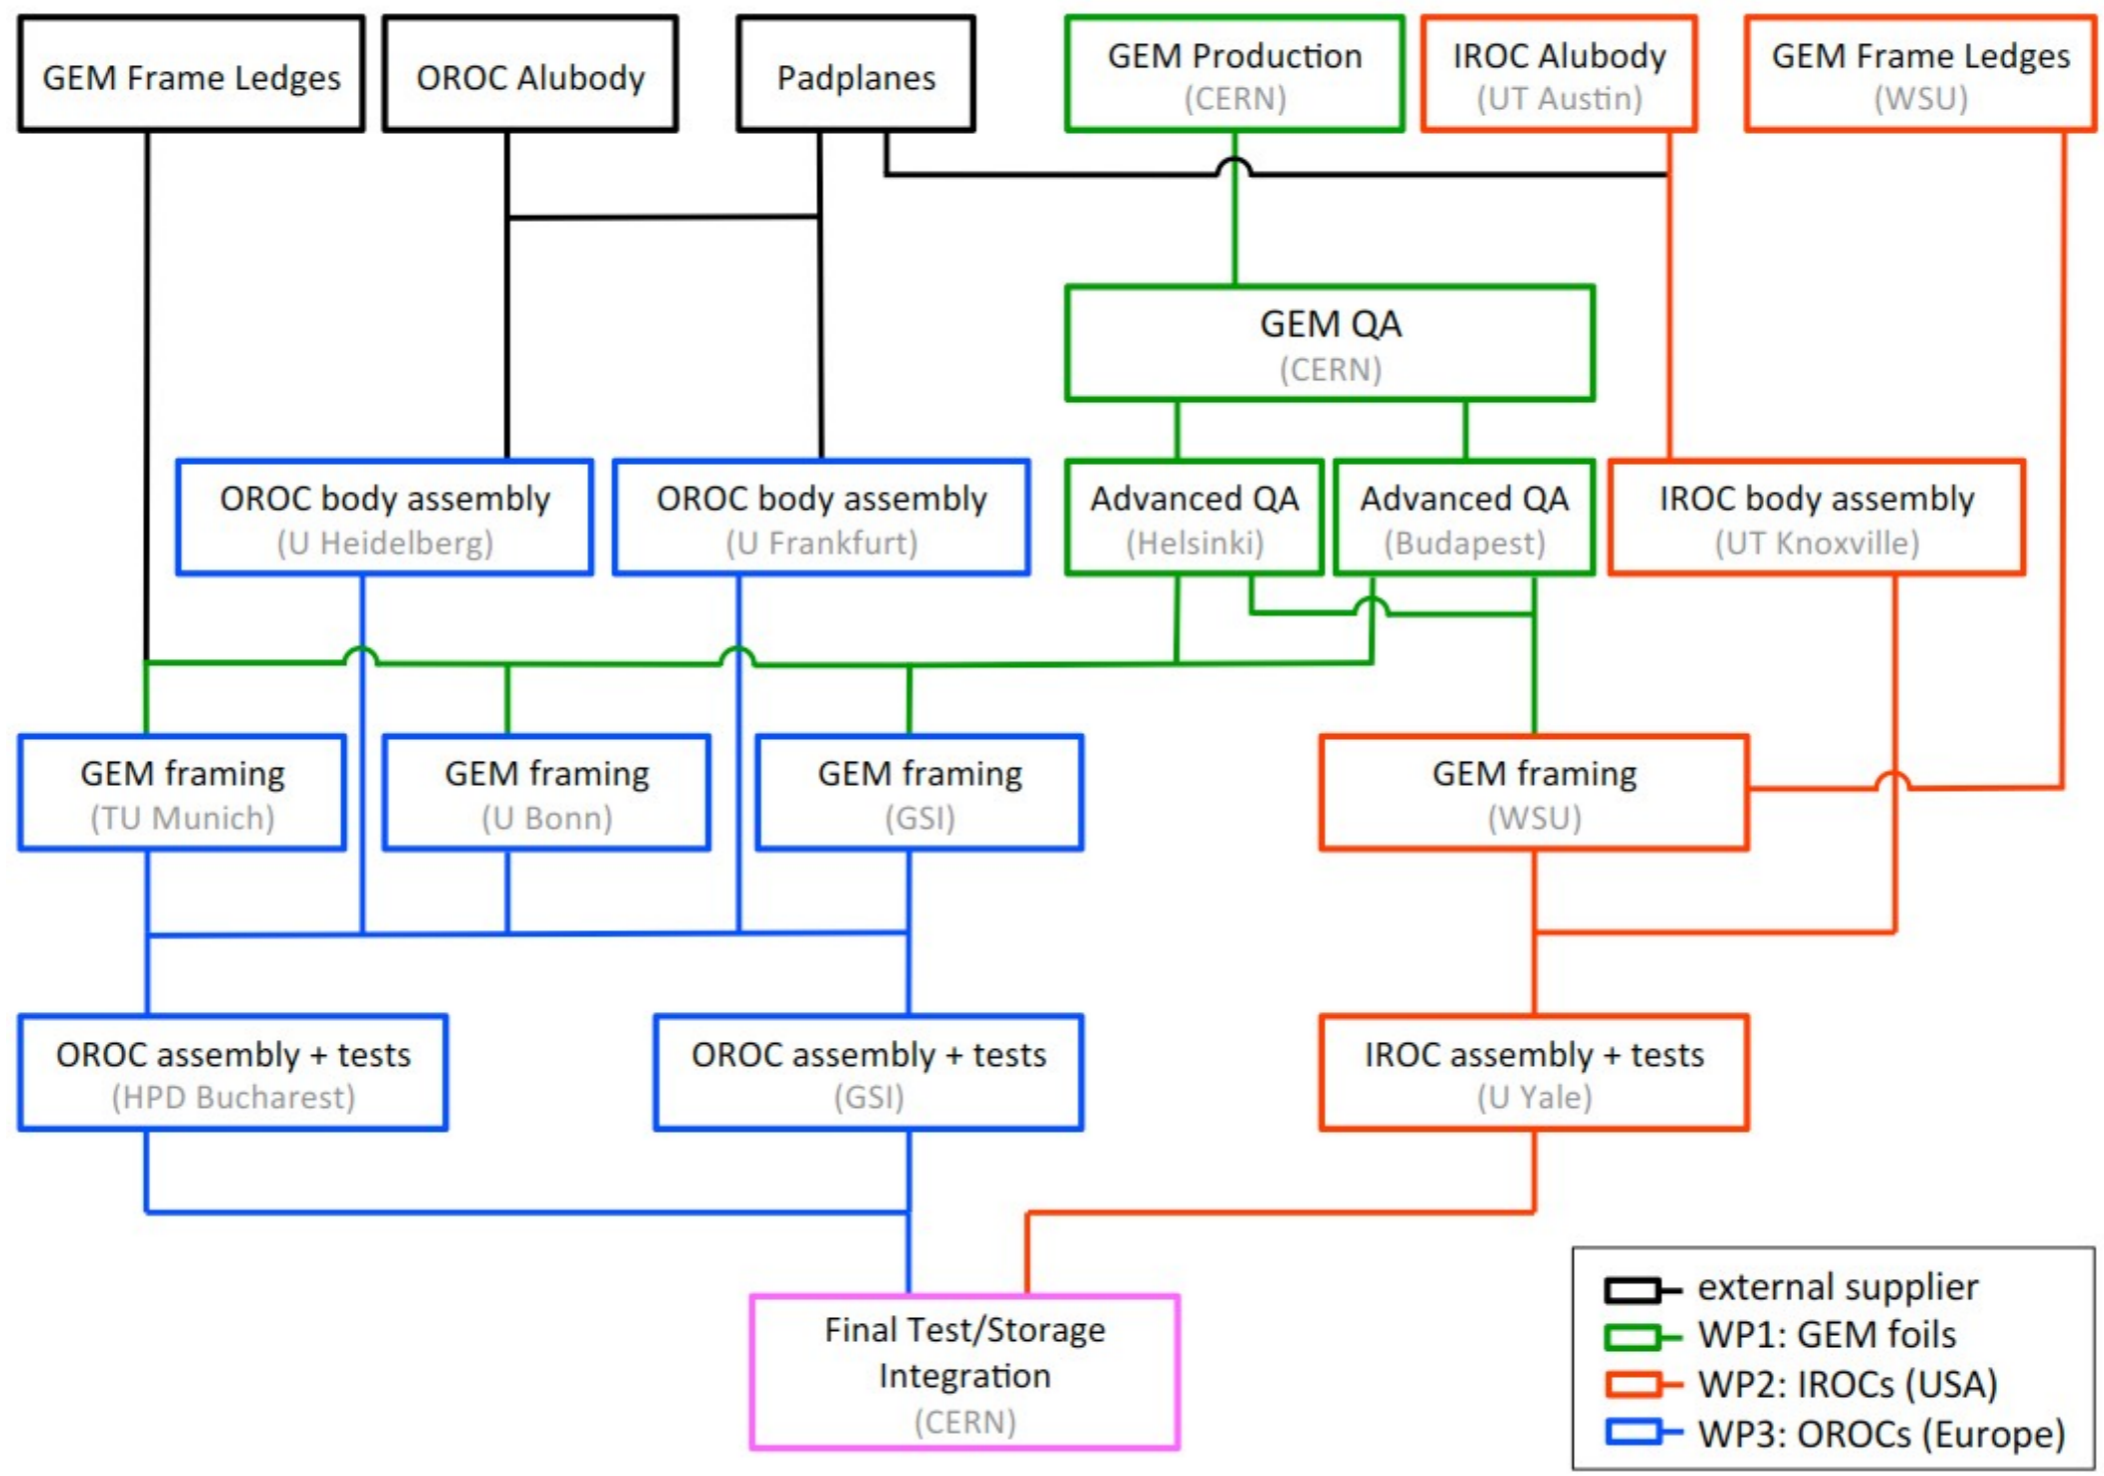 GEM Frame Ledges
OROC Alubody
Padplanes
GEM Production
(CERN)
IROC Alubody
(UT Austin)
GEM Frame Ledges
(WSU)
GEM QA
(CERN)
OROC body assembly
(U Heidelberg)
OROC body assembly
(U Frankfurt)
Advanced QA
(Helsinki)
Advanced QA
(Budapest)
IROC body assembly
(UT Knoxville)
GEM framing
(TU Munich)
GEM framing
(U Bonn)
GEM framing
(GSI)
GEM framing
(WSU)
OROC assembly + tests
(HPD Bucharest)
OROC assembly + tests
(GSI)
IROC assembly + tests
(U Yale)
Final Test/Storage
Integration
(CERN)
external supplier
WP1: GEM foils
WP2: IROCs (USA)
WP3: OROCs (Europe)